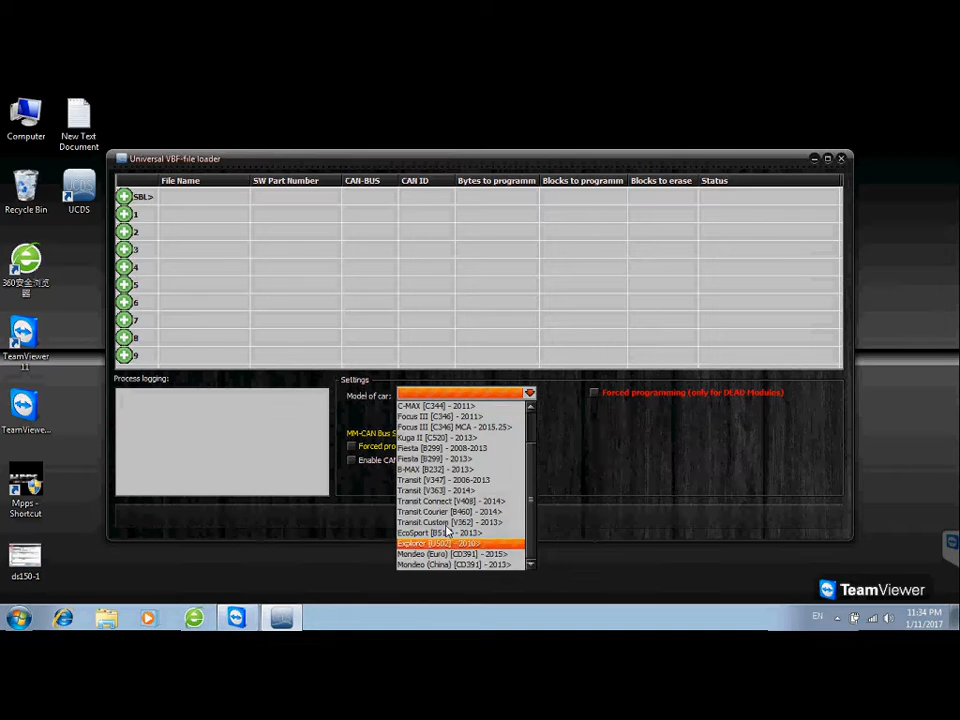 Computer
New Text
Document
Universal VBF-file loader
File Name SW Part Number CAN-BUS CAN ID Bytes to programm Blocks to programm Blocks to erase Status
SBL>
1
2
3
4
5
6
7
8
9
Recycle Bin
UCDS
360安全浏览
器
TeamViewer
11
TeamViewe...
Mpps -
Shortcut
ds150-1
Process logging:
Settings
Model of car:
Forced programming (only for DEAD Modules)
MM-CAN Bus S
Forced pro
Enable CAN
C-MAX [C344] - 2011>
Focus III [C346] - 2011>
Focus III [C346] MCA - 2015.25>
Kuga II [C520] - 2013>
Fiesta [B299] - 2008-2013
Fiesta [B299] - 2013>
B-MAX [B232] - 2013>
Transit [V347] - 2006-2013
Transit [V363] - 2014>
Transit Connect [V408] - 2014>
Transit Courier [B460] - 2014>
Transit Custom [V362] - 2013>
EcoSport [B51 - 2013>
Explorer [U502] - 2010>
Mondeo (Euro) [CD391] - 2015>
Mondeo (China) [CD391] - 2013>
TeamViewer
EN
11:34 PM
1/11/2017